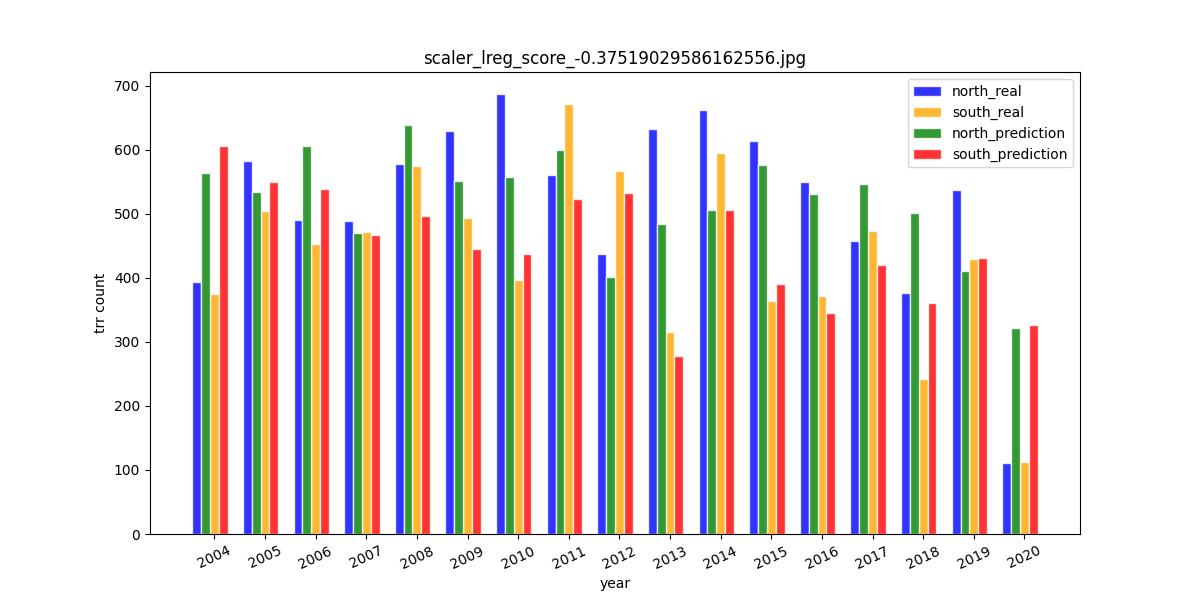 scaler_lreg_score_-0.37519029586162556.jpg
700
600
500
400
300
200
100
0
trr count
north_real
south_real
north_prediction
south_prediction
2004 2005 2006 2007 2008 2009 2010 2011 2012 2013 2014 2015 2016 2017 2018 2019 2020
year